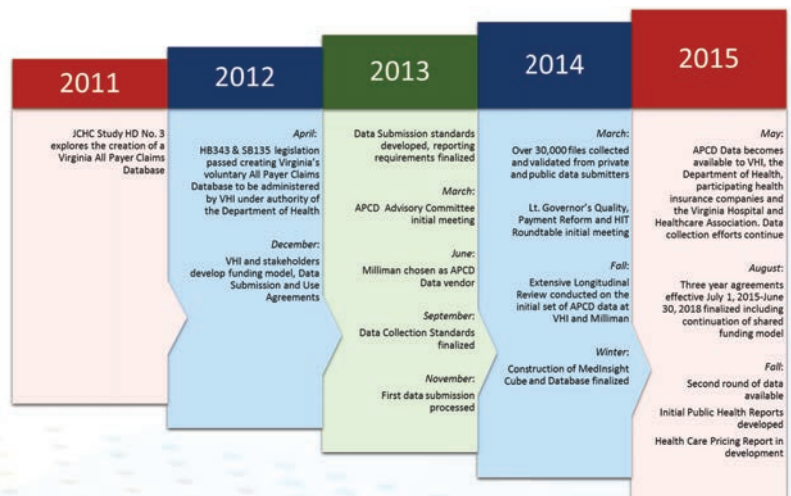 2011
JCHC Study HD No. 3
explores the creation of a
Virginia All Payer Claims
Database
2012
April:
HB343 & SB135 legislation
passed creating Virginia's
voluntary All Payer Claims
Database to be administered
by VHI under authority of
the Department of Health
December:
VHI and stakeholders
develop funding model, Data
Submission and Use
Agreements
2013
Data Submission standards
developed, reporting
requirements finalized
March:
APCD Advisory Committee
initial meeting
June:
Milliman chosen as APCD
Data vendor
September:
Data Collection Standards
finalized
November:
First data submission
processed
2014
March:
Over 30,000 files collected
and validated from private
and public data submitters
Lt. Governor's Quality,
Payment Reform and HIT
Roundtable initial meeting
Fall:
Extensive Longitudinal
Review conducted on the
initial set of APCD data at
VHI and Milliman
Winter:
Construction of MedInsight
Cube and Database finalized
2015
May:
APCD Data becomes
available to VHI, the
Department of Health,
participating health
insurance companies and
the Virginia Hospital and
Healthcare Association. Data
collection efforts continue
August:
Three year agreements
effective July 1, 2015-June
30, 2018 finalized including
continuation of shared
funding model
Fall:
Second round of data
available
Initial Public Health Reports
developed
Health Care Pricing Report in
development